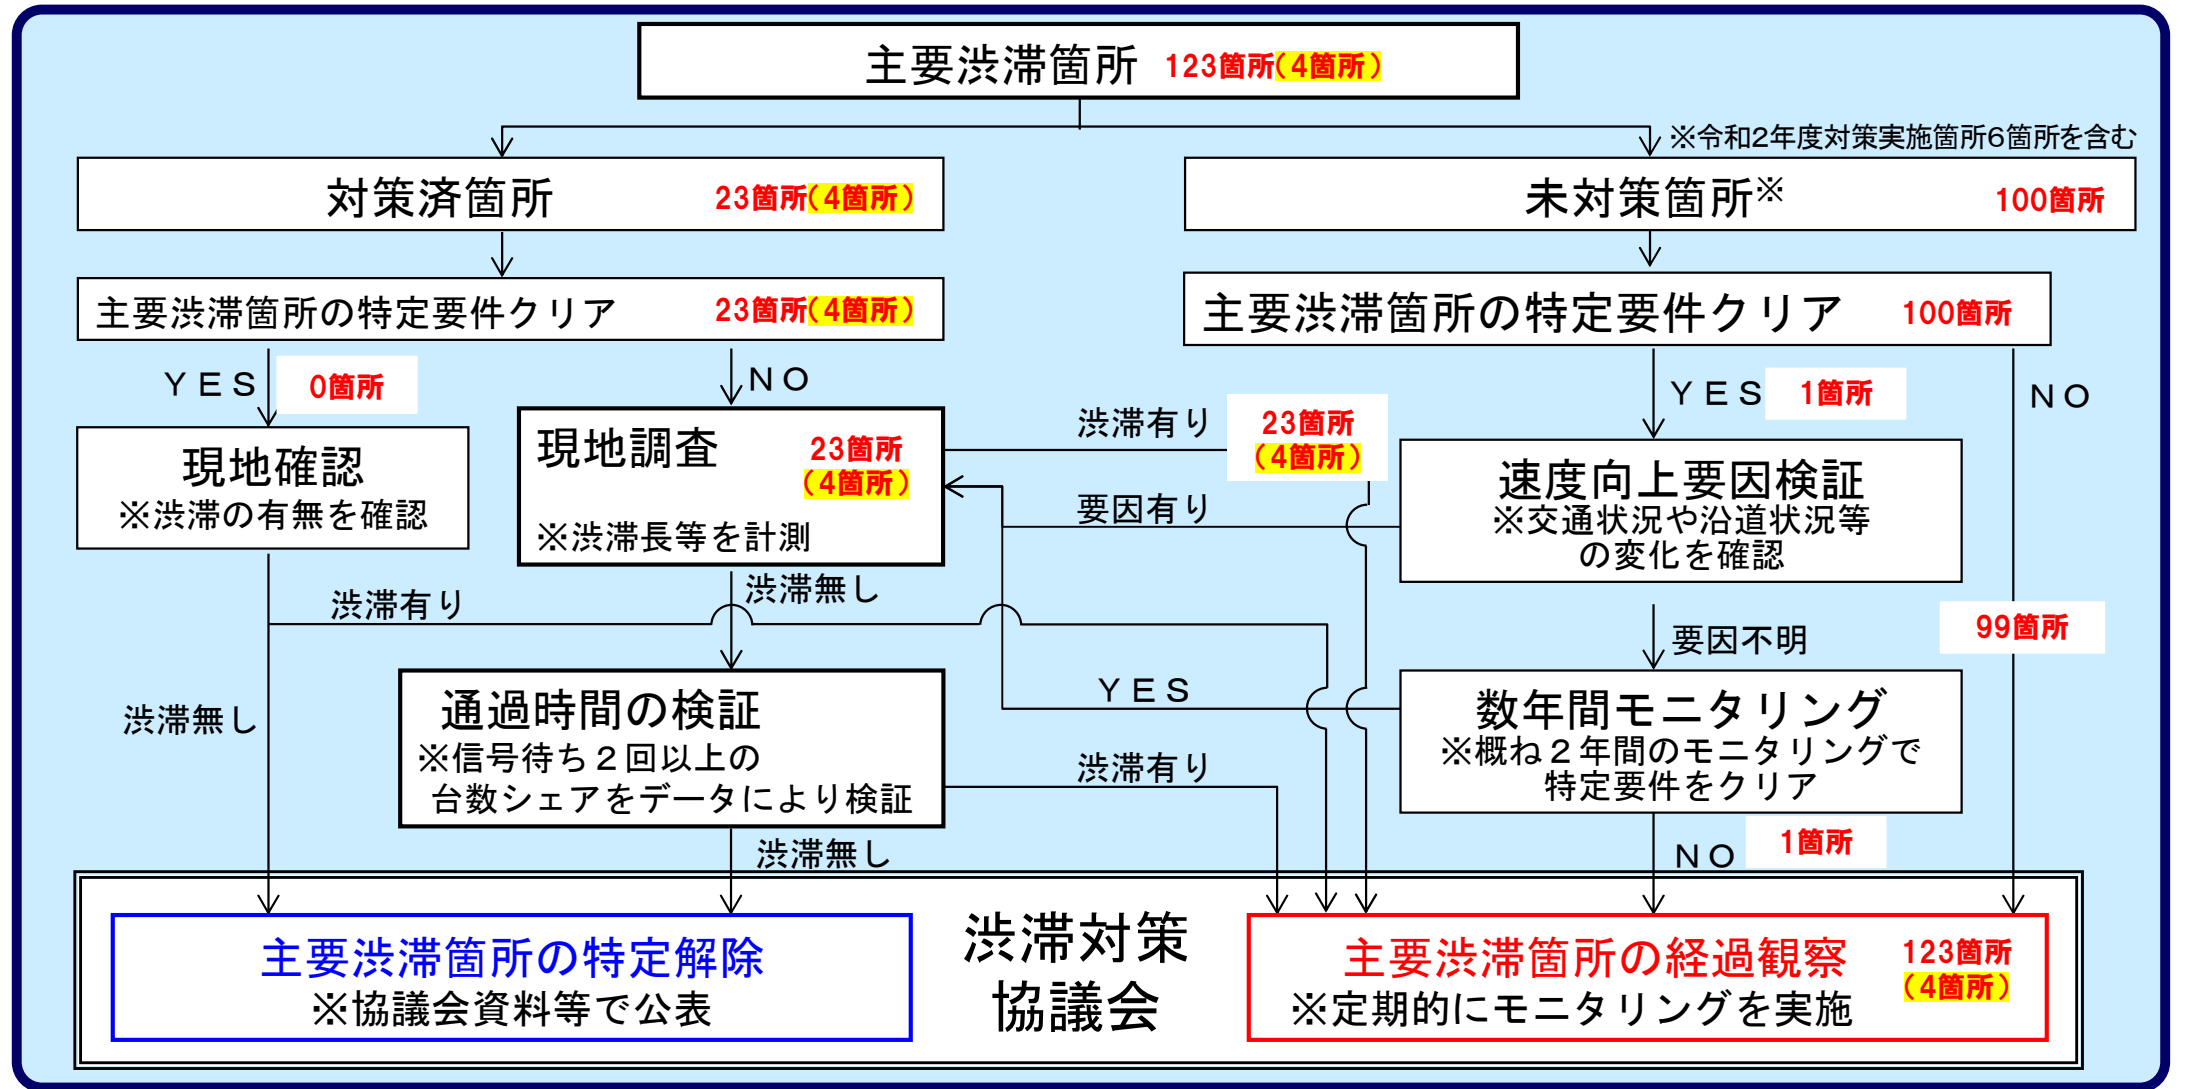 主要渋滞箇所 123箇所(4箇所)
※令和2年度対策実施箇所6箇所を含む
対策済箇所 23箇所(4箇所)
未対策箇所※ 100箇所
主要渋滞箇所の特定要件クリア 23箇所(4箇所)
主要渋滞箇所の特定要件クリア 100箇所
YES 0箇所
NO
YES 1箇所
NO
現地確認
※渋滞の有無を確認
現地調査 23箇所
(4箇所)
※渋滞長等を計測
渋滞有り
23箇所
(4箇所)
要因有り
速度向上要因検証
※交通状況や沿道状況等
の変化を確認
渋滞有り
渋滞無し
要因不明
99箇所
渋滞無し
通過時間の検証
※信号待ち2回以上の
台数シェアをデータにより検証
YES
渋滞有り
数年間モニタリング
※概ね2年間のモニタリングで
特定要件をクリア
渋滞無し
NO 1箇所
主要渋滞箇所の特定解除
※協議会資料等で公表
渋滞対策
協議会
主要渋滞箇所の経過観察 123箇所
(4箇所)
※定期的にモニタリングを実施